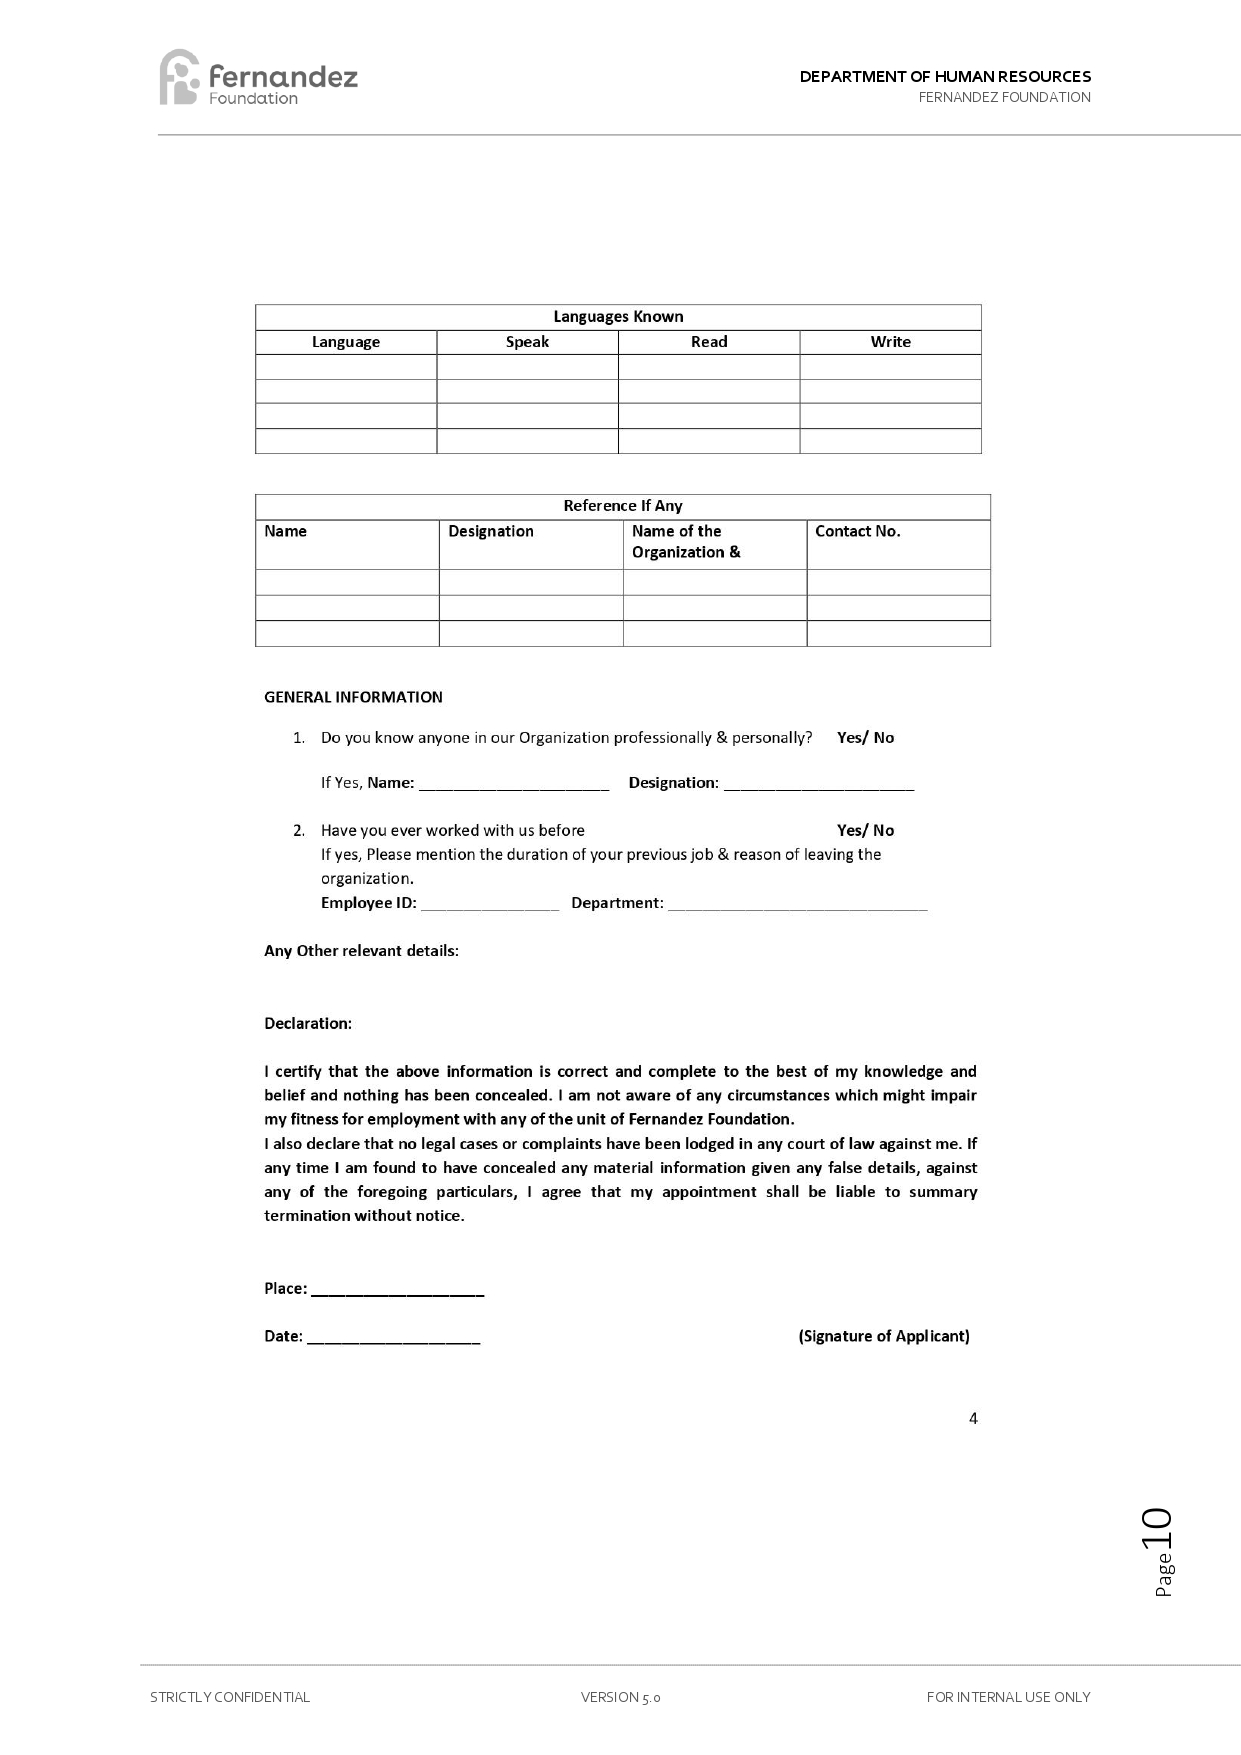 fernandez
Foundation
DEPARTMENT OF HUMAN RESOURCES
FERNANDEZ FOUNDATION
Languages Known
Language Speak Read Write
Reference If Any
Name Designation Name of the Contact No.
Organization &
GENERAL INFORMATION
1. Do you know anyone in our Organization professionally & personally? Yes/ No
If Yes, Name: ______________________ Designation: ______________________
2. Have you ever worked with us before Yes/ No
If yes, Please mention the duration of your previous job & reason of leaving the
organization.
Employee ID: ________________ Department: ______________________________
Any Other relevant details:
Declaration:
I certify that the above information is correct and complete to the best of my knowledge and
belief and nothing has been concealed. I am not aware of any circumstances which might impair
my fitness for employment with any of the unit of Fernandez Foundation.
I also declare that no legal cases or complaints have been lodged in any court of law against me. If
any time I am found to have concealed any material information given any false details, against
any of the foregoing particulars, I agree that my appointment shall be liable to summary
termination without notice.
Place: ____________________
Date: ____________________ (Signature of Applicant)
4
Page10
STRICTLY CONFIDENTIAL VERSION 5.0 FOR INTERNAL USE ONLY